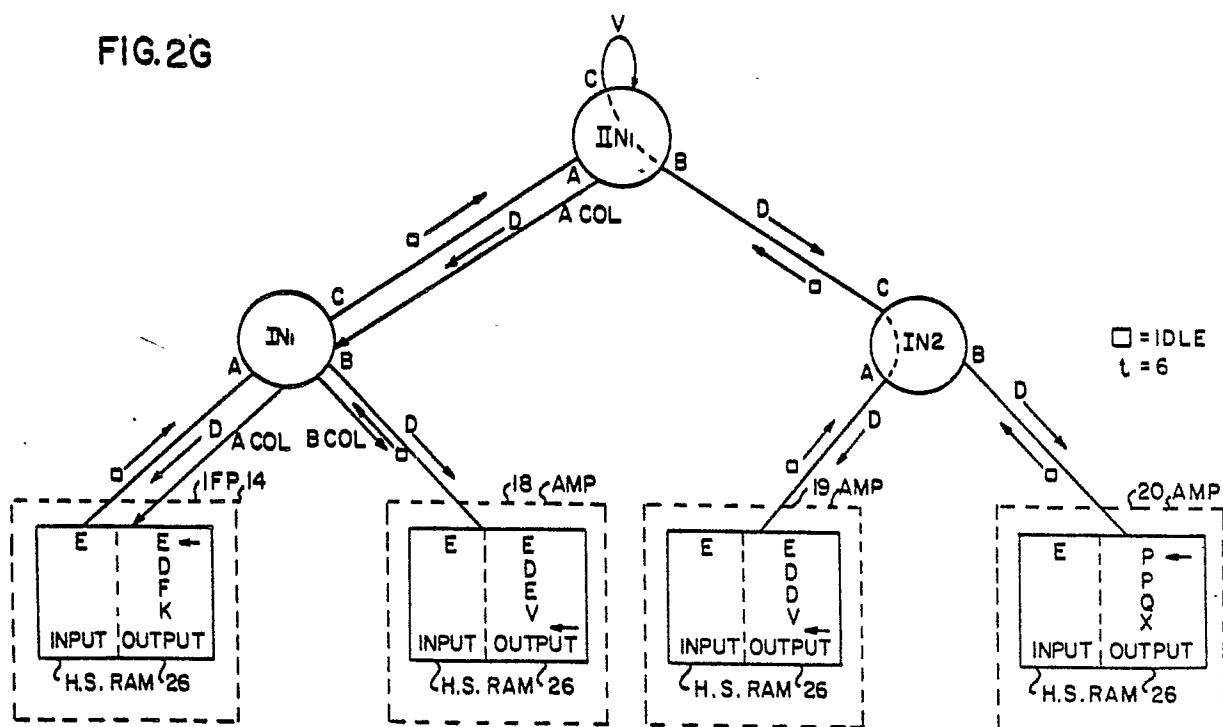 FIG. 2G
V
C
IIN1
A
B
A COL
D
□
D
□
C
IN1
A
B
C
IN2
A
B
□ = IDLE
t = 6
□
D
A COL
B COL
D
□
□
D
D
□
IFP 14
18 AMP
19 AMP
20 AMP
E
E
D
F
K
INPUT
OUTPUT
H.S. RAM 26
E
E
D
E
V
INPUT
OUTPUT
H.S. RAM 26
E
E
D
D
V
INPUT
OUTPUT
H.S. RAM 26
E
P
P
Q
X
INPUT
OUTPUT
H.S. RAM 26